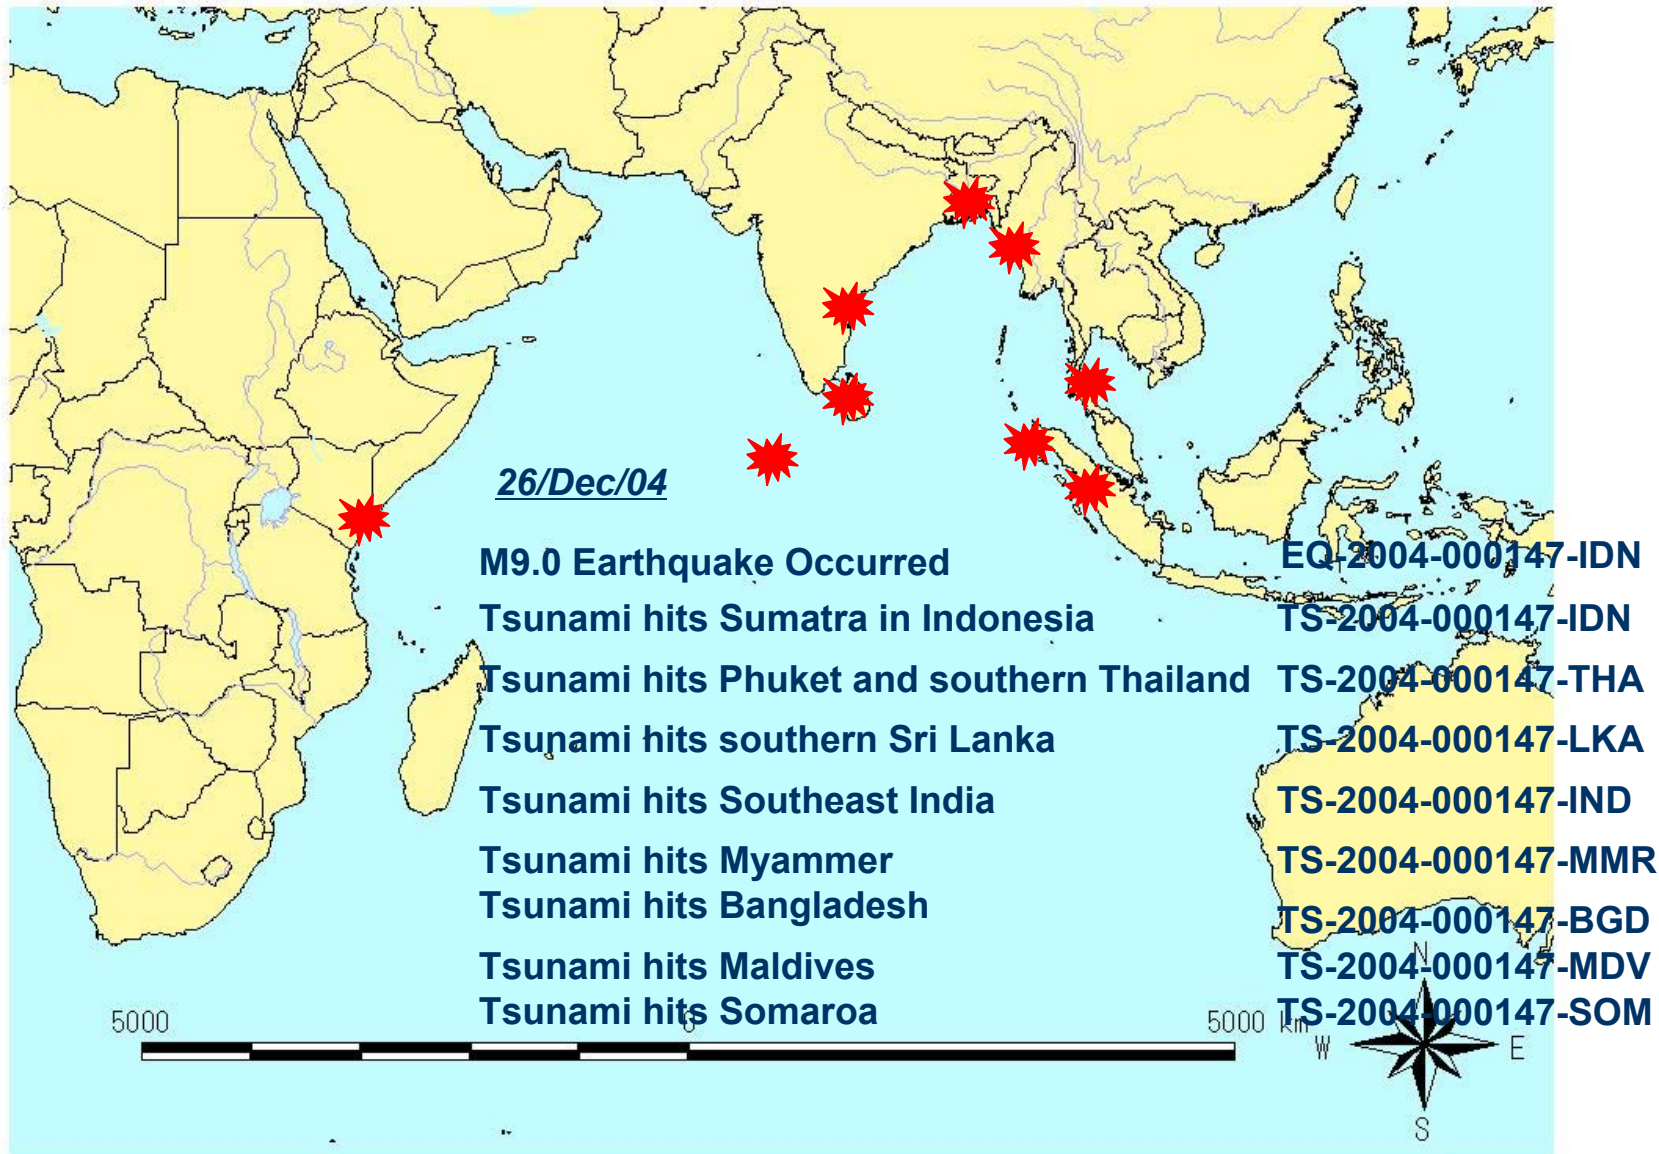 26/Dec/04
M9.0 Earthquake Occurred EQ-2004-000147-IDN
Tsunami hits Sumatra in Indonesia TS-2004-000147-IDN
Tsunami hits Phuket and southern Thailand TS-2004-000147-THA
Tsunami hits southern Sri Lanka TS-2004-000147-LKA
Tsunami hits Southeast India TS-2004-000147-IND
Tsunami hits Myammer TS-2004-000147-MMR
Tsunami hits Bangladesh TS-2004-000147-BGD
Tsunami hits Maldives TS-2004-000147-MDV
Tsunami hits Somaroa TS-2004-000147-SOM
5000 0 5000 km
N
W E
S